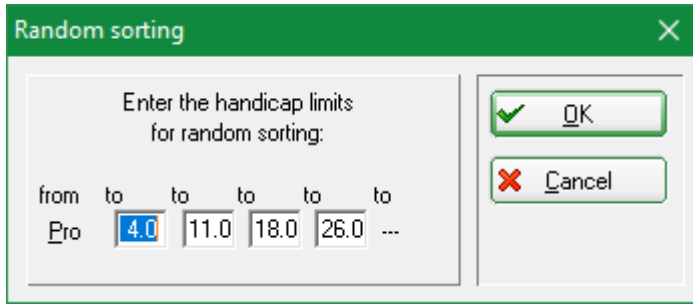 Random sorting
Enter the handicap limits
for random sorting:
from to to to to to
Pro 4.0 11.0 18.0 26.0 ---
OK
Cancel